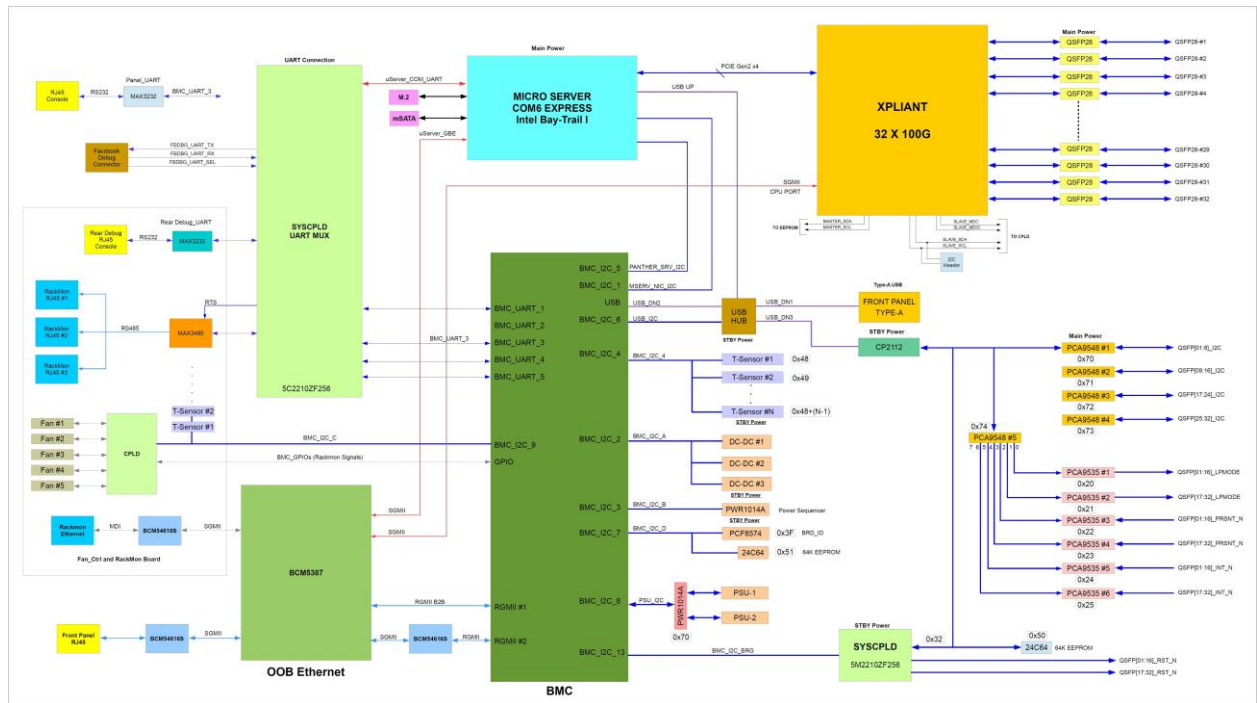 UART Connection
Main Power
Main Power
RJ45
Console
RS232
Panel_UART
MAX3232
BMC_UART_3
Facebook
Debug
Connector
FBDBG_UART_TX
FBDBG_UART_RX
FBDBG_UART_SEL
Rear Debug_UART
Rear Debug
RJ45
Console
RS232
MAX3232
RackMon
RJ45 #1
RackMon
RJ45 #2
RackMon
RJ45 #3
RS485
RTS
MAX3485
T-Sensor #2
T-Sensor #1
Fan #1
Fan #2
Fan #3
Fan #4
Fan #5
CPLD
BMC_I2C_C
BMC_GPIOs (Rackmon Signals)
Rackmon
Ethernet
MDI
BCM54616S
SGMII
Fan_Ctrl and RackMon Board
Front Panel
RJ45
BCM54616S
SGMII
SYSCPLD
UART MUX
5C2210ZF256
uServer_COM_UART
M.2
mSATA
uServer_GBE
MICRO SERVER
COM6 EXPRESS
Intel Bay-Trail I
PCIE Gen2 x4
USB UP
SGMII
CPU PORT
XPLIANT
32 X 100G
QSFP28
QSFP28-#1
QSFP28
QSFP28-#2
QSFP28
QSFP28-#3
QSFP28
QSFP28-#4
QSFP28
QSFP28-#29
QSFP28
QSFP28-#30
QSFP28
QSFP28-#31
QSFP28
QSFP28-#32
TO EEPROM
MASTER_SDA
MASTER_SCL
SLAVE_MDC
SLAVE_MDIO
TO CPLD
SLAVE_SDA
SLAVE_SCL
I2C
Header
BMC_UART_3
BMC_UART_1
BMC_UART_2
BMC_UART_3
BMC_UART_4
BMC_UART_5
BMC_I2C_9
GPIO
RGMII #1
RGMII #2
BMC_I2C_5
BMC_I2C_1
USB
BMC_I2C_6
BMC_I2C_4
BMC_I2C_2
BMC_I2C_3
BMC_I2C_7
BMC_I2C_8
BMC_I2C_13
BMC
PANTHER_SRV_I2C
MSERV_NIC_I2C
USB_DN2
USB_I2C
USB
HUB
STBY Power
USB_DN1
USB_DN3
Type-A USB
FRONT PANEL
TYPE-A
STBY Power
CP2112
BMC_I2C_4
T-Sensor #1
0x48
T-Sensor #2
0x49
T-Sensor #N
0x48+(N-1)
STBY Power
BMC_I2C_A
DC-DC #1
DC-DC #2
DC-DC #3
STBY Power
BMC_I2C_B
PWR1014A
Power Sequencer
STBY Power
BMC_I2C_D
PCF8574
0x3F
BRD_ID
24C64
0x51
64K EEPROM
PSU_I2C
PWR1014A
0x70
PSU-1
PSU-2
BMC_I2C_BRG
STBY Power
SYSCPLD
5M2210ZF256
0x32
0x50
24C64
64K EEPROM
QSFP[01:16]_RST_N
QSFP[17:32]_RST_N
Main Power
PCA9548 #1
0x70
QSFP[01:8]_I2C
PCA9548 #2
0x71
QSFP[09:16]_I2C
PCA9548 #3
0x72
QSFP[17:24]_I2C
PCA9548 #4
0x73
QSFP[25:32]_I2C
0x74
PCA9548 #5
7 6 5 4 3 2 1 0
PCA9535 #1
0x20
QSFP[01:16]_LPMODE
PCA9535 #2
0x21
QSFP[17:32]_LPMODE
PCA9535 #3
0x22
QSFP[01:16]_PRSNT_N
PCA9535 #4
0x23
QSFP[17:32]_PRSNT_N
PCA9535 #5
0x24
QSFP[01:16]_INT_N
PCA9535 #6
0x25
QSFP[17:32]_INT_N
BCM5387
OOB Ethernet
SGMII
SGMII
RGMII B2B
SGMII
BCM54616S
RGMII